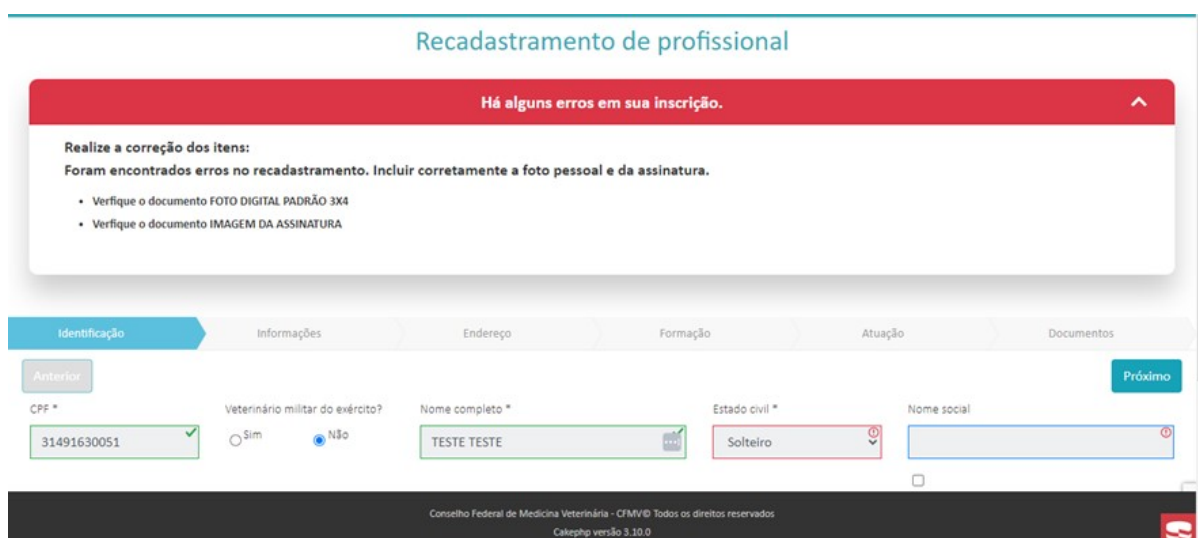 Recadastramento de profissional
Há alguns erros em sua inscrição.
Realize a correção dos itens:
Foram encontrados erros no recadastramento. Incluir corretamente a foto pessoal e da assinatura.
• Verfique o documento FOTO DIGITAL PADRÃO 3X4
• Verfique o documento IMAGEM DA ASSINATURA
Identificação Informações Endereço Formação Atuação Documentos
Anterior Próximo
CPF * Veterinário militar do exército? Nome completo * Estado civil * Nome social
31491630051 Sim Não TESTE TESTE Solteiro
Conselho Federal de Medicina Veterinária - CFMV© Todos os direitos reservados
Cakephp versão 3.10.0